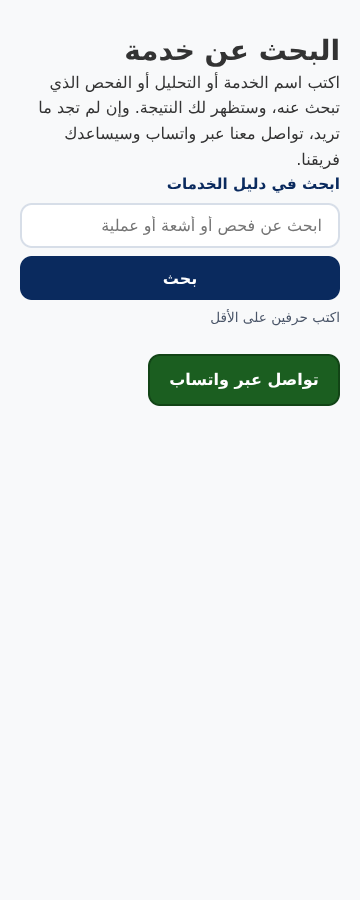 البحث عن خدمة
اكتب اسم الخدمة أو التحليل أو الفحص الذي
تبحث عنه، وستظهر لك النتيجة. وإن لم تجد ما
تريد، تواصل معنا عبر واتساب وسيساعدك
فريقنا.
ابحث في دليل الخدمات
ابحث عن فحص أو أشعة أو عملية
بحث
اكتب حرفين على الأقل
تواصل عبر واتساب